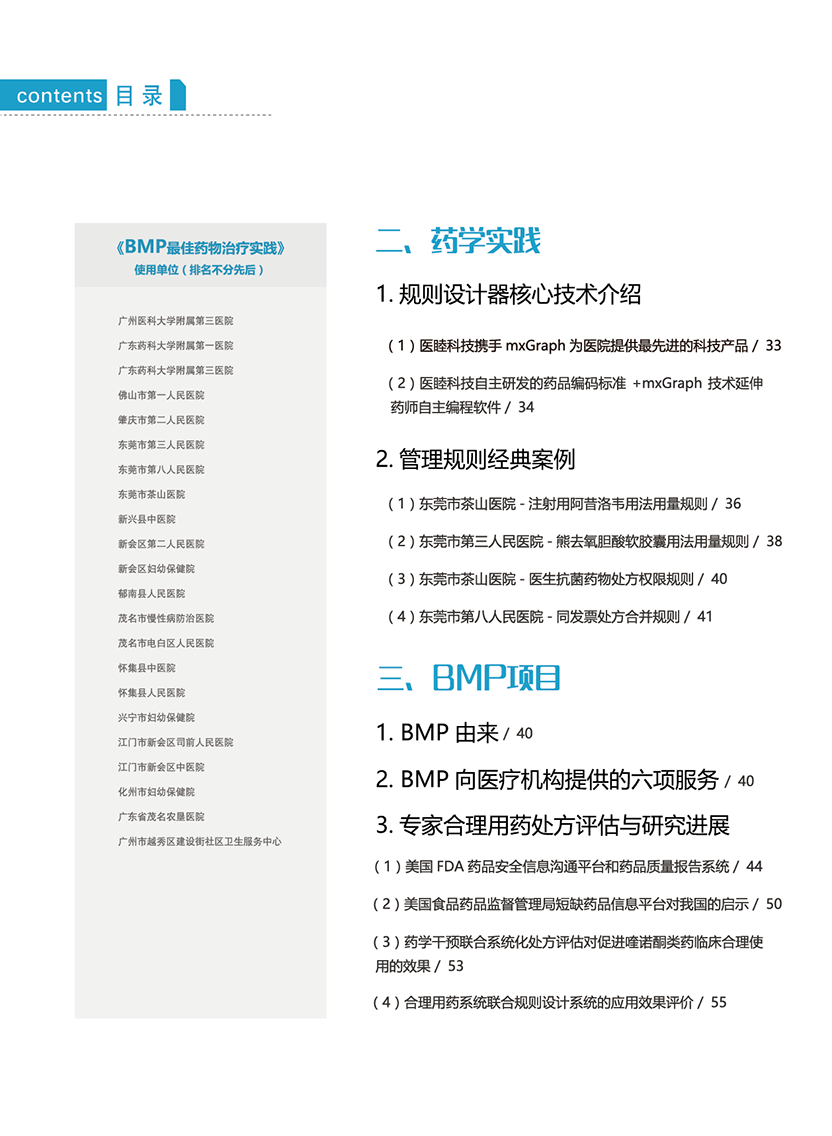 contents 目录
《BMP最佳药物治疗实践》
使用单位（排名不分先后）
广州医科大学附属第三医院
广东药科大学附属第一医院
广东药科大学附属第三医院
佛山市第一人民医院
肇庆市第二人民医院
东莞市第三人民医院
东莞市第八人民医院
东莞市茶山医院
新兴县中医院
新会区第二人民医院
新会区妇幼保健院
郁南县人民医院
茂名市慢性病防治医院
茂名市电白区人民医院
怀集县中医院
怀集县人民医院
兴宁市妇幼保健院
江门市新会区司前人民医院
江门市新会区中医院
化州市妇幼保健院
广东省茂名农垦医院
广州市越秀区建设街社区卫生服务中心
二、药学实践
1. 规则设计器核心技术介绍
（1）医睦科技携手 mxGraph 为医院提供最先进的科技产品 / 33
（2）医睦科技自主研发的药品编码标准 +mxGraph 技术延伸
药师自主编程软件 / 34
2. 管理规则经典案例
（1）东莞市茶山医院 - 注射用阿昔洛韦用法用量规则 / 36
（2）东莞市第三人民医院 - 熊去氧胆酸软胶囊用法用量规则 / 38
（3）东莞市茶山医院 - 医生抗菌药物处方权限规则 / 40
（4）东莞市第八人民医院 - 同发票处方合并规则 / 41
三、BMP项目
1. BMP 由来 / 40
2. BMP 向医疗机构提供的六项服务 / 40
3. 专家合理用药处方评估与研究进展
（1）美国 FDA 药品安全信息沟通平台和药品质量报告系统 / 44
（2）美国食品药品监督管理局短缺药品信息平台对我国的启示 / 50
（3）药学干预联合系统化处方评估对促进喹诺酮类药临床合理使
用的效果 / 53
（4）合理用药系统联合规则设计系统的应用效果评价 / 55